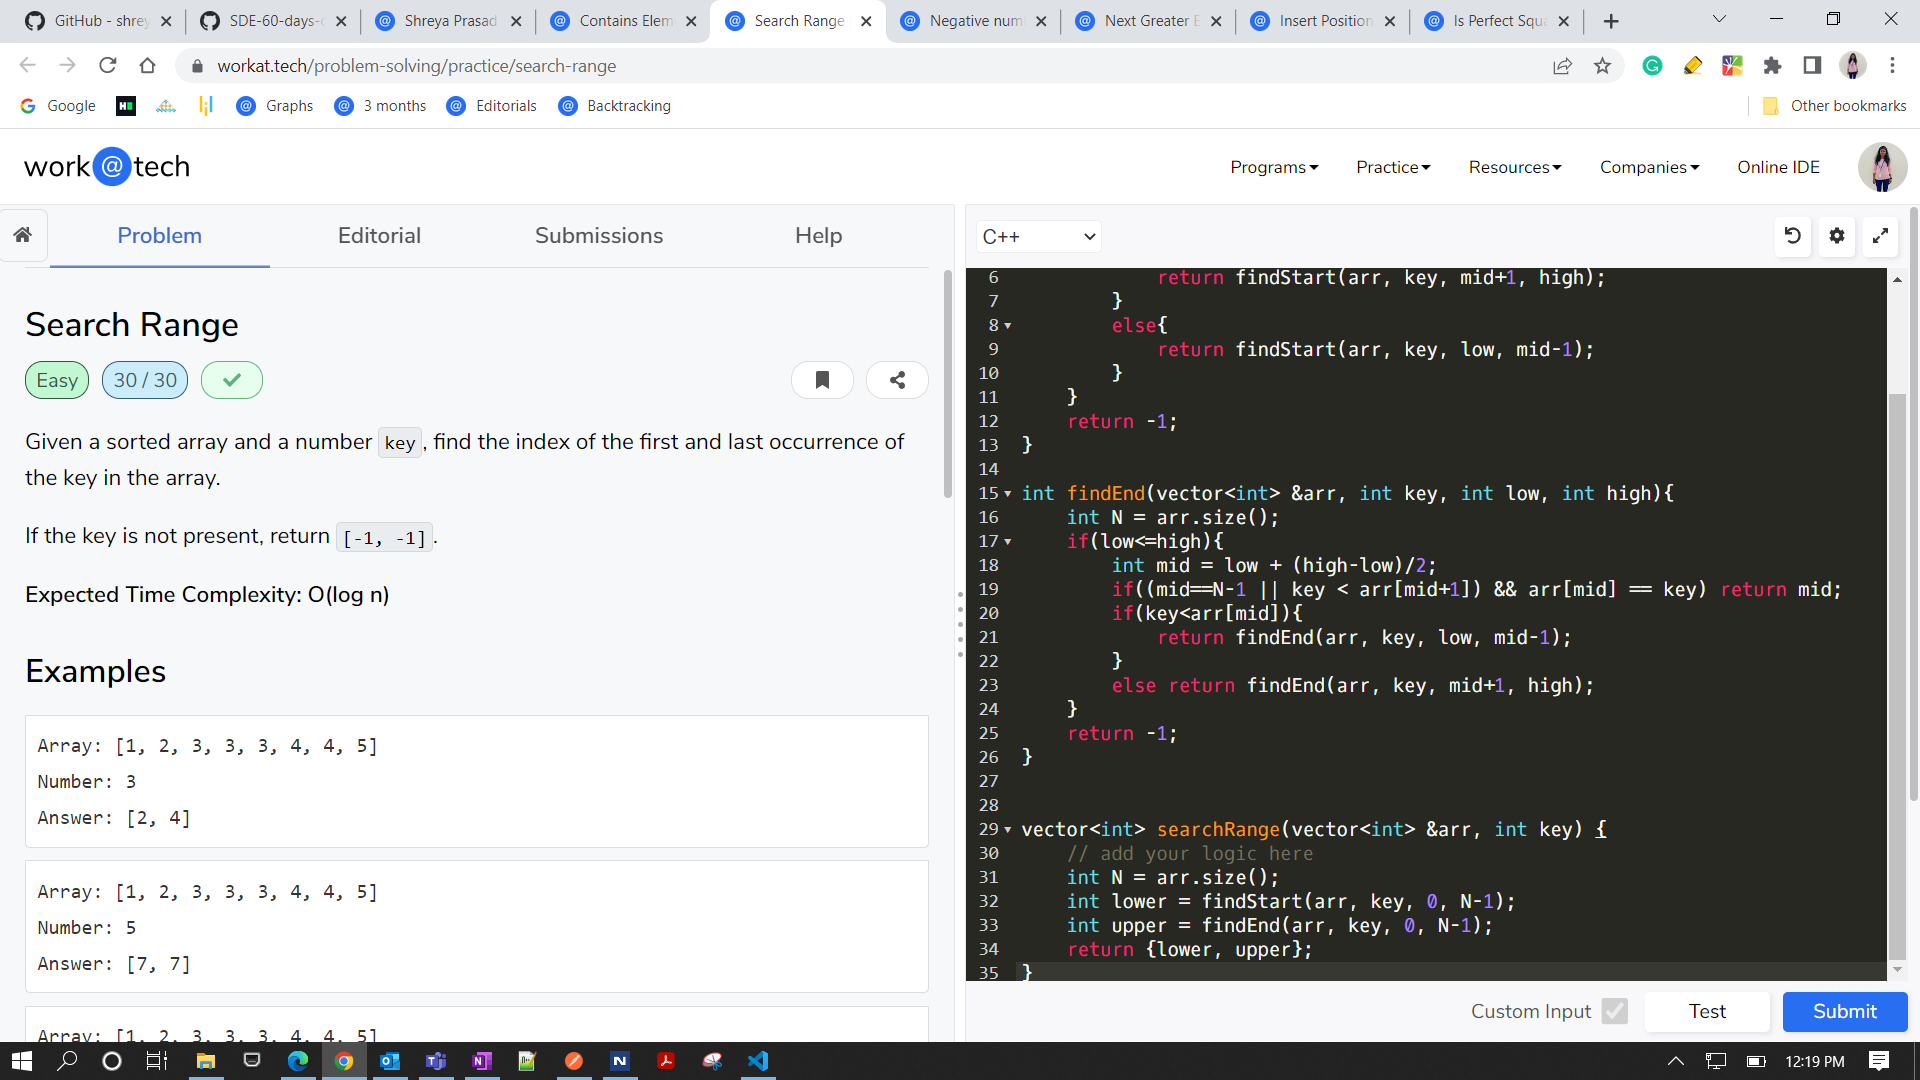 GitHub - shrey
SDE-60-days-
Shreya Prasad
Contains Elem
Search Range
Negative num
Next Greater E
Insert Position
Is Perfect Squa
workat.tech/problem-solving/practice/search-range
Google
Graphs
3 months
Editorials
Backtracking
Other bookmarks
work@tech
Programs
Practice
Resources
Companies
Online IDE
Problem
Editorial
Submissions
Help
C++
Search Range
Easy
30 / 30
Given a sorted array and a number key, find the index of the first and last occurrence of
the key in the array.
If the key is not present, return [-1, -1].
Expected Time Complexity: O(log n)
Examples
Array: [1, 2, 3, 3, 3, 4, 4, 5]
Number: 3
Answer: [2, 4]
Array: [1, 2, 3, 3, 3, 4, 4, 5]
Number: 5
Answer: [7, 7]
Array: [1, 2, 3, 3, 3, 4, 4, 5]
6 return findStart(arr, key, mid+1, high);
7 }
8 else{
9 return findStart(arr, key, low, mid-1);
10 }
11 }
12 return -1;
13 }
14
15 int findEnd(vector<int> &arr, int key, int low, int high){
16 int N = arr.size();
17 if(low<=high){
18 int mid = low + (high-low)/2;
19 if((mid==N-1 || key < arr[mid+1]) && arr[mid] == key) return mid;
20 if(key<arr[mid]){
21 return findEnd(arr, key, low, mid-1);
22 }
23 else return findEnd(arr, key, mid+1, high);
24 }
25 return -1;
26 }
27
28
29 vector<int> searchRange(vector<int> &arr, int key) {
30 // add your logic here
31 int N = arr.size();
32 int lower = findStart(arr, key, 0, N-1);
33 int upper = findEnd(arr, key, 0, N-1);
34 return {lower, upper};
35 }
Custom Input
Test
Submit
12:19 PM